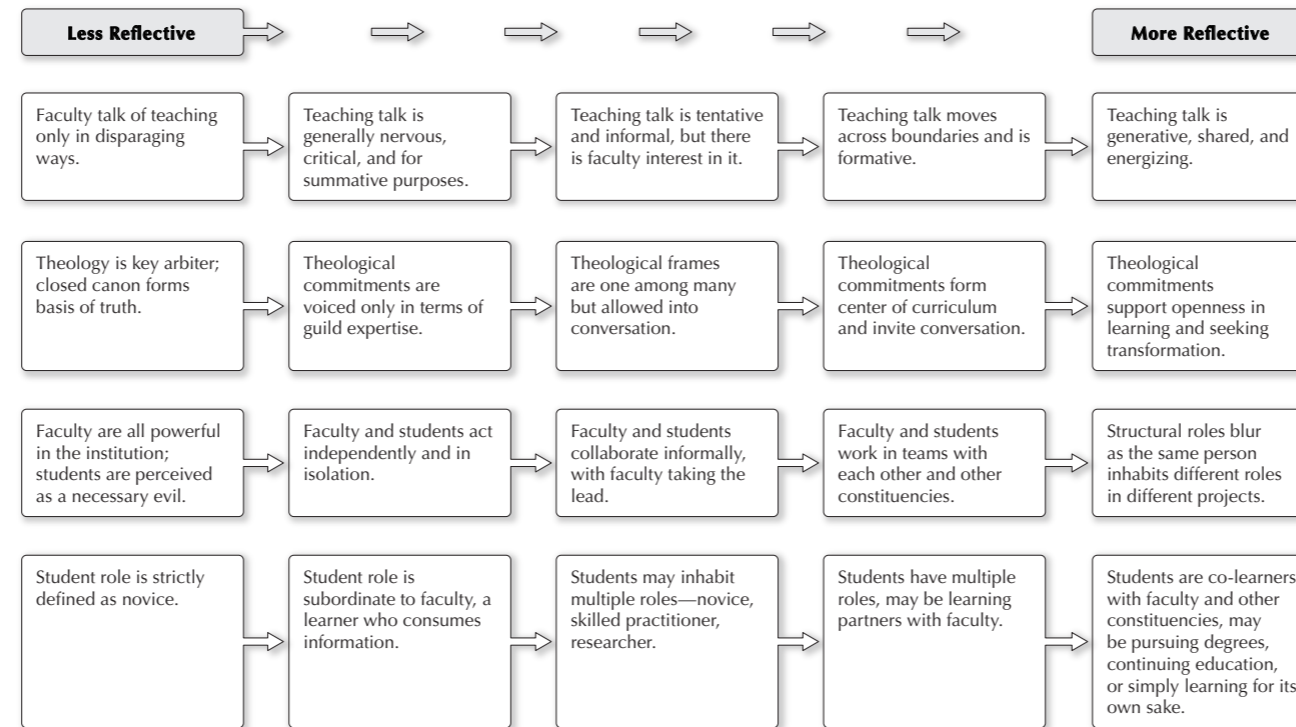 Less Reflective
More Reflective
Faculty talk of teaching
only in disparaging
ways.
Teaching talk is
generally nervous,
critical, and for
summative purposes.
Teaching talk is tentative
and informal, but there
is faculty interest in it.
Teaching talk moves
across boundaries and is
formative.
Teaching talk is
generative, shared, and
energizing.
Theology is key arbiter;
closed canon forms
basis of truth.
Theological
commitments are
voiced only in terms of
guild expertise.
Theological frames
are one among many
but allowed into
conversation.
Theological
commitments form
center of curriculum
and invite conversation.
Theological
commitments
support openness in
learning and seeking
transformation.
Faculty are all powerful
in the institution;
students are perceived
as a necessary evil.
Faculty and students act
independently and in
isolation.
Faculty and students
collaborate informally,
with faculty taking the
lead.
Faculty and students
work in teams with
each other and other
constituencies.
Structural roles blur
as the same person
inhabits different roles
in different projects.
Student role is strictly
defined as novice.
Student role is
subordinate to faculty, a
learner who consumes
information.
Students may inhabit
multiple roles—novice,
skilled practitioner,
researcher.
Students have multiple
roles, may be learning
partners with faculty.
Students are co-learners
with faculty and other
constituencies, may
be pursuing degrees,
continuing education,
or simply learning for its
own sake.